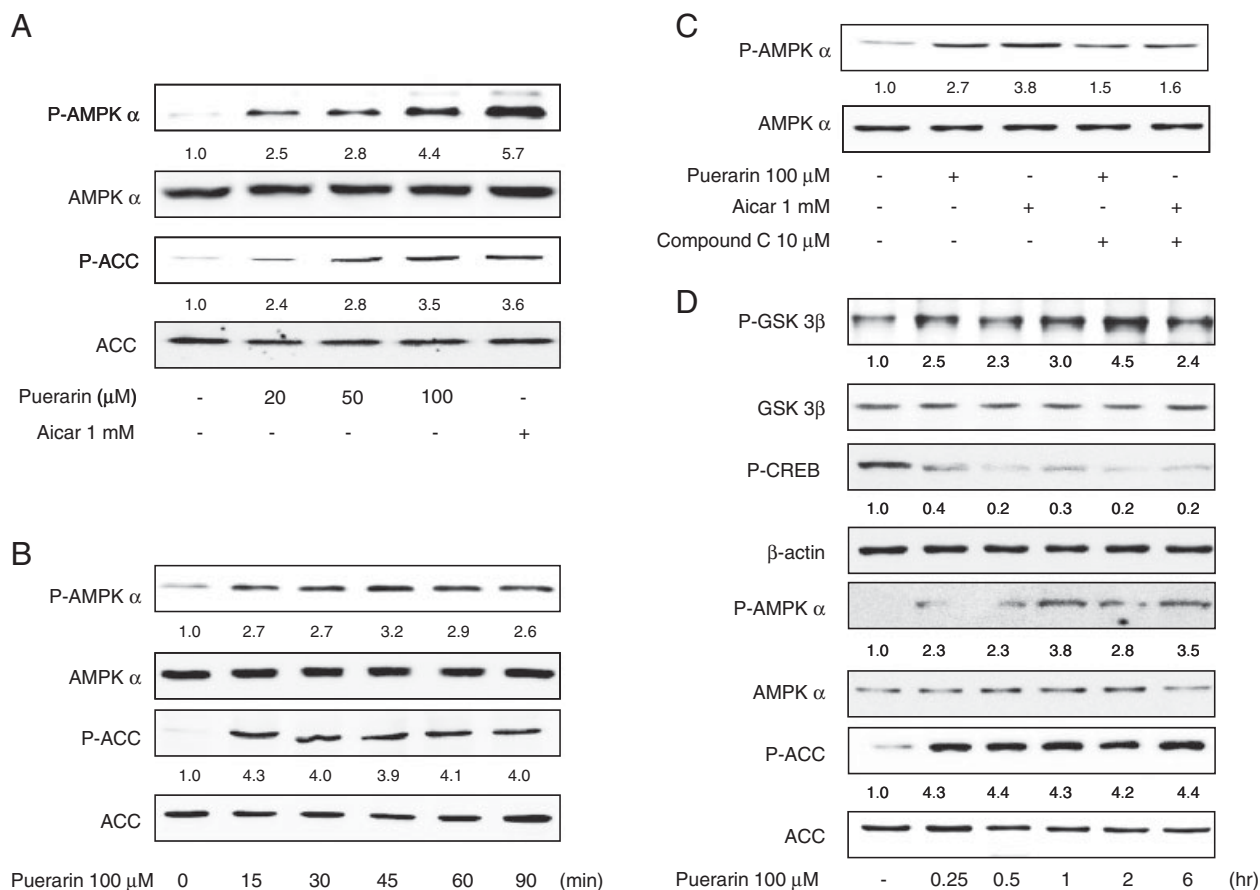 A
P-AMPK α
1.0 2.5 2.8 4.4 5.7
AMPK α
P-ACC
1.0 2.4 2.8 3.5 3.6
ACC
Puerarin (μM) - 20 50 100 -
Aicar 1 mM - - - - +
B
P-AMPK α
1.0 2.7 2.7 3.2 2.9 2.6
AMPK α
P-ACC
1.0 4.3 4.0 3.9 4.1 4.0
ACC
Puerarin 100 μM 0 15 30 45 60 90 (min)
C
P-AMPK α
1.0 2.7 3.8 1.5 1.6
AMPK α
Puerarin 100 μM - + - + -
Aicar 1 mM - - + - +
Compound C 10 μM - - - + +
D
P-GSK 3β
1.0 2.5 2.3 3.0 4.5 2.4
GSK 3β
P-CREB
1.0 0.4 0.2 0.3 0.2 0.2
β-actin
P-AMPK α
1.0 2.3 2.3 3.8 2.8 3.5
AMPK α
P-ACC
1.0 4.3 4.4 4.3 4.2 4.4
ACC
Puerarin 100 μM - 0.25 0.5 1 2 6 (hr)